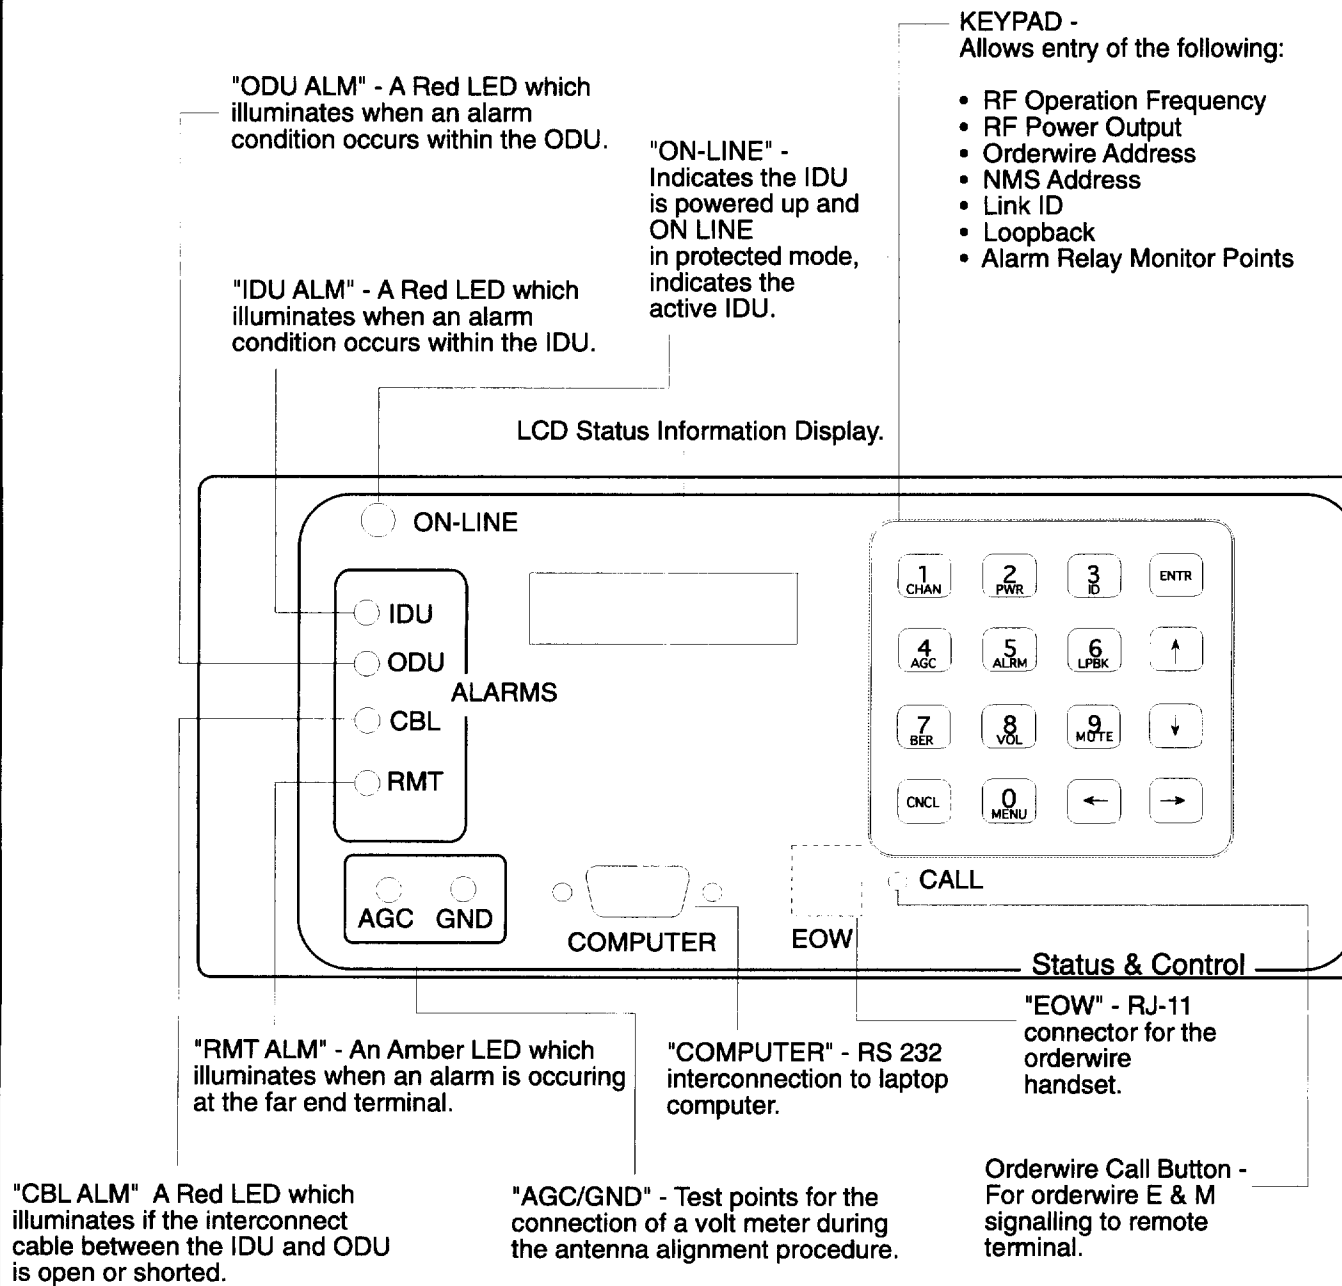 KEYPAD -
Allows entry of the following:
• RF Operation Frequency
• RF Power Output
• Orderwire Address
• NMS Address
• Link ID
• Loopback
• Alarm Relay Monitor Points
"ODU ALM" - A Red LED which
illuminates when an alarm
condition occurs within the ODU.
"ON-LINE" -
Indicates the IDU
is powered up and
ON LINE
in protected mode,
indicates the
active IDU.
"IDU ALM" - A Red LED which
illuminates when an alarm
condition occurs within the IDU.
LCD Status Information Display.
ON-LINE
IDU
ODU
ALARMS
CBL
RMT
1
CHAN
2
PWR
3
ID
ENTR
4
AGC
5
ALRM
6
LPBK
↑
7
BER
8
VOL
9
MUTE
↓
CNCL
0
MENU
←
→
AGC GND
COMPUTER
EOW
CALL
Status & Control
"RMT ALM" - An Amber LED which
illuminates when an alarm is occuring
at the far end terminal.
"COMPUTER" - RS 232
interconnection to laptop
computer.
"EOW" - RJ-11
connector for the
orderwire
handset.
"CBL ALM" A Red LED which
illuminates if the interconnect
cable between the IDU and ODU
is open or shorted.
"AGC/GND" - Test points for the
connection of a volt meter during
the antenna alignment procedure.
Orderwire Call Button -
For orderwire E & M
signalling to remote
terminal.